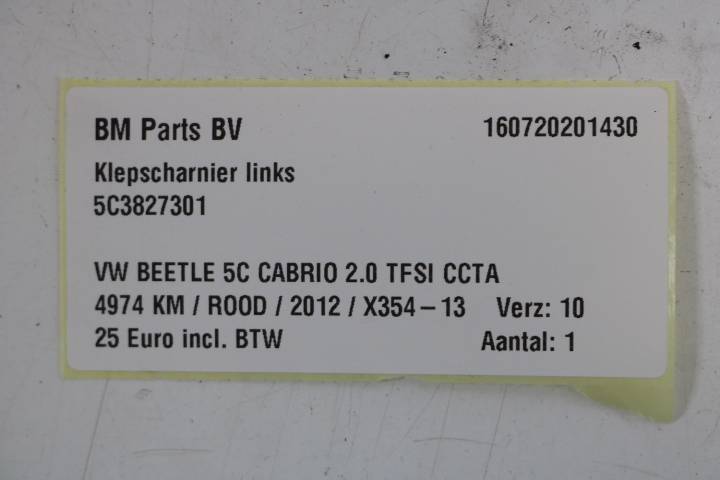 BM Parts BV 160720201430
Klepscharnier links
5C3827301
VW BEETLE 5C CABRIO 2.0 TFSI CCTA
4974 KM / ROOD / 2012 / X354-13 Verz: 10
25 Euro incl. BTW Aantal: 1